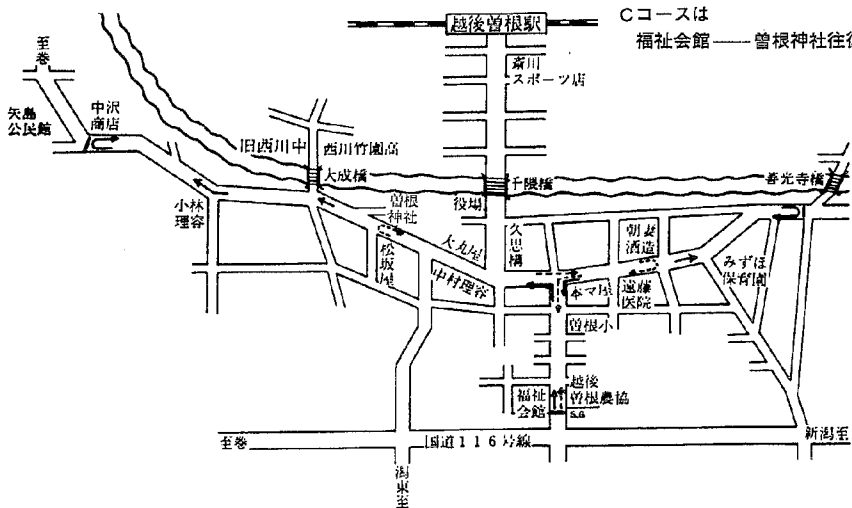 越後曽根駅
Cコースは
福祉会館――曽根神社往復
斎川
スポーツ店
至巻
矢島
公民館
中沢
商店
旧西川中
西川竹園高
大成橋
役場
善光寺橋
小林
理容
曽根
神社
松坂屋
大丸屋
中村理容
久思構
朝妻
酒造
本マ屋
遠藤
医院
みずほ
保育園
曽根小
福祉
会館
越後
曽根農協
至巻
国道116号線
新潟至
潟東至